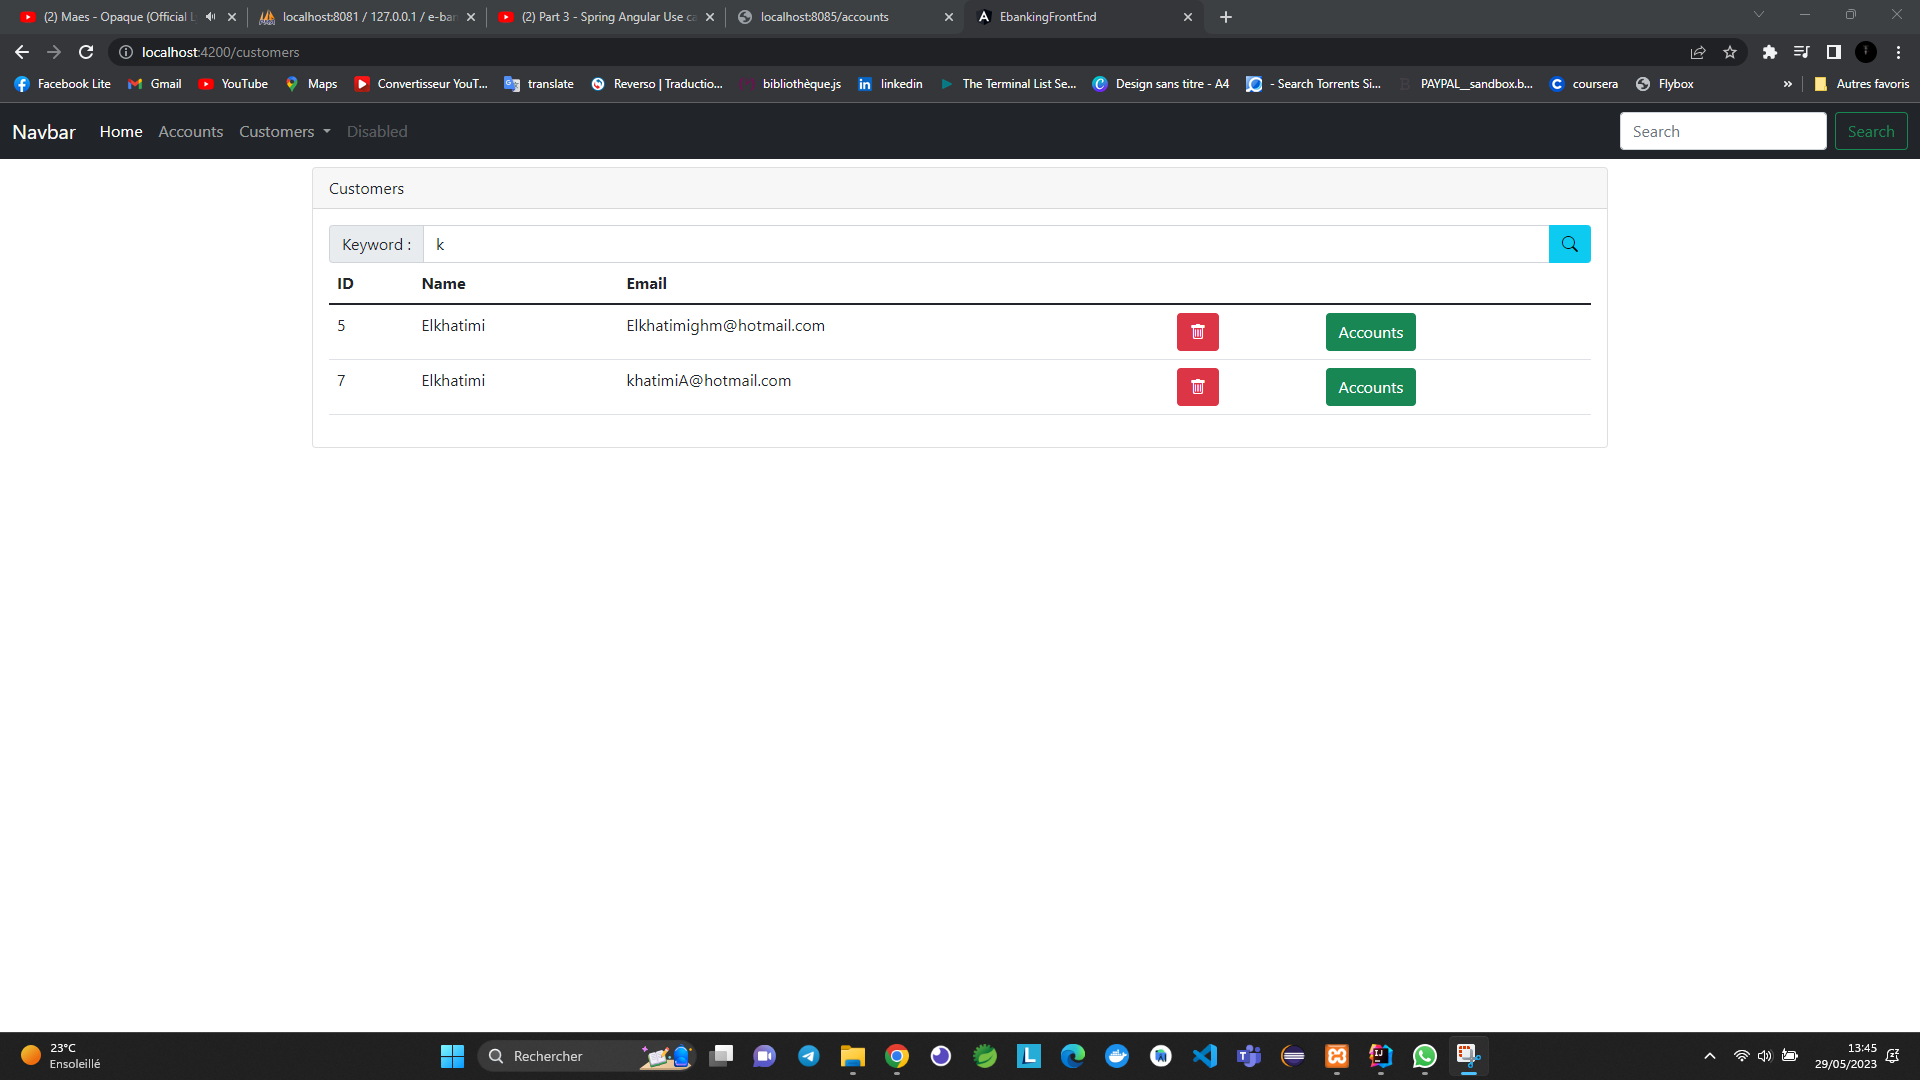 (2) Maes - Opaque (Official L
localhost:8081 / 127.0.0.1 / e-ban
(2) Part 3 - Spring Angular Use ca
localhost:8085/accounts
EbankingFrontEnd
localhost:4200/customers
Facebook Lite
Gmail
YouTube
Maps
Convertisseur YouT...
translate
Reverso | Traductio...
bibliothèque.js
linkedin
The Terminal List Se...
Design sans titre - A4
- Search Torrents Si...
PAYPAL__sandbox.b...
coursera
Flybox
»
Autres favoris
Navbar Home Accounts Customers Disabled
Search Search
Customers
Keyword : k
ID Name Email
5 Elkhatimi Elkhatimighm@hotmail.com Accounts
7 Elkhatimi khatimiA@hotmail.com Accounts
23°C
Ensoleillé
Rechercher
13:45
29/05/2023